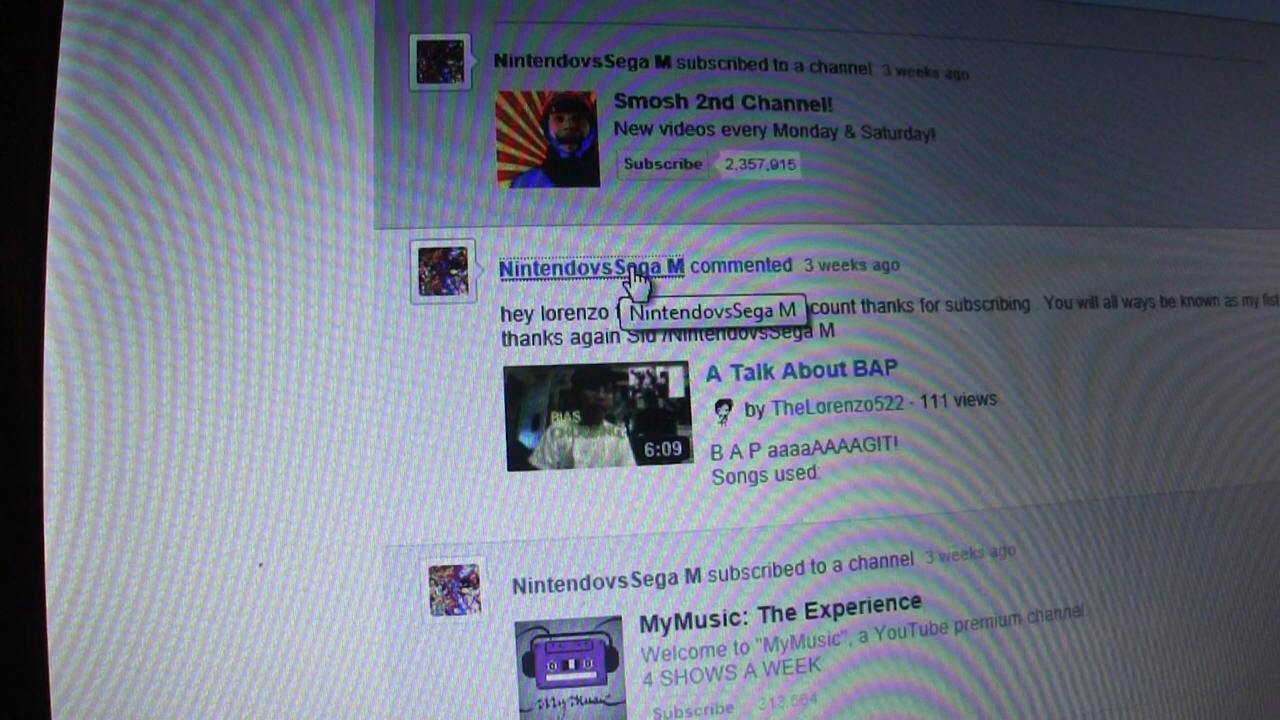 NintendovsSega M subscribed to a channel 3 weeks ago
Smosh 2nd Channel!
New videos every Monday & Saturday!
Subscribe 2,357,915
NintendovsSega M commented 3 weeks ago
hey lorenzo count thanks for subscribing . You will all ways be known as my fist
NintendovsSega M
thanks again Sid /NintendovsSega M
BIAS
6:09
A Talk About BAP
by TheLorenzo522 - 111 views
B A P aaaaAAAAGIT!
Songs used:
NintendovsSega M subscribed to a channel 3 weeks ago
MyMusic: The Experience
Welcome to "MyMusic", a YouTube premium channel
4 SHOWS A WEEK
My Music
Subscribe 313,664